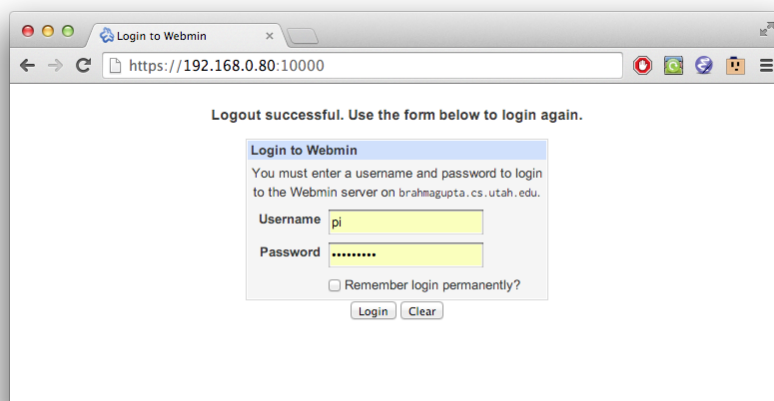 Login to Webmin
https://192.168.0.80:10000
Logout successful. Use the form below to login again.
Login to Webmin
You must enter a username and password to login
to the Webmin server on brahmagupta.cs.utah.edu.
Username pi
Password •••••••••
Remember login permanently?
Login Clear